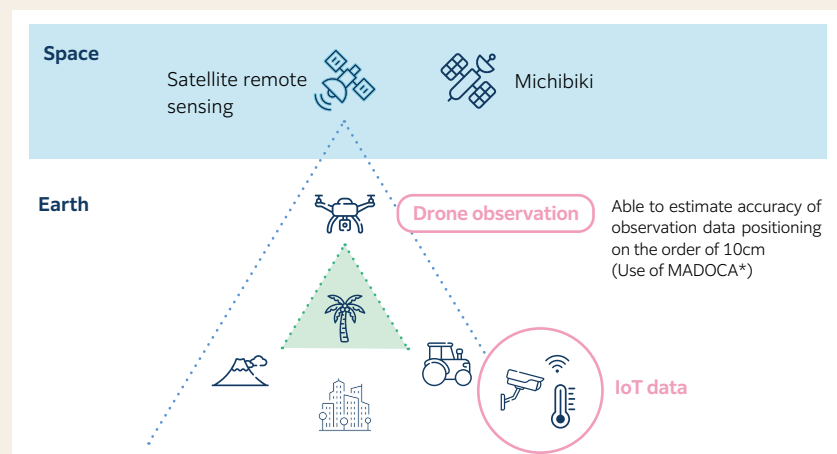 Space
Satellite remote
sensing
Michibiki
Earth
Drone observation
Able to estimate accuracy of
observation data positioning
on the order of 10cm
(Use of MADOCA*)
IoT data